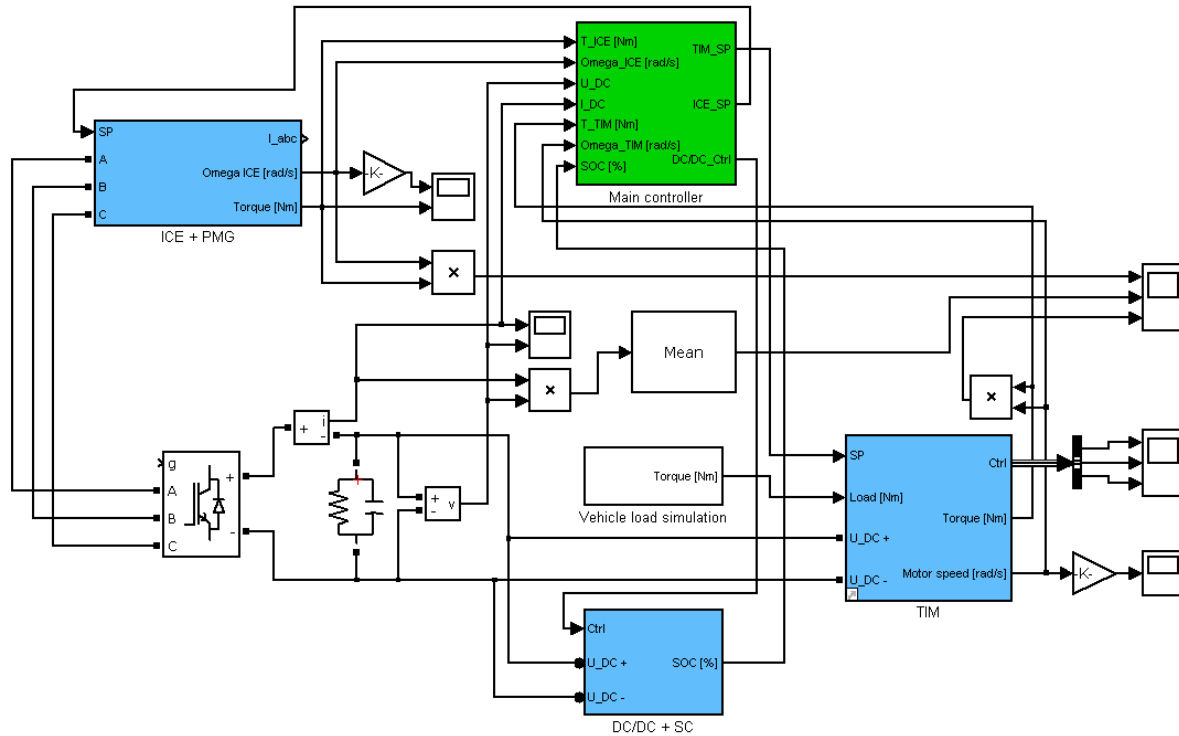 T_ICE [Nm]
Omega_ICE [rad/s]
U_DC
I_DC
T_TIM [Nm]
Omega_TIM [rad/s]
SOC [%]
TIM_SP
ICE_SP
DC/DC_Ctrl
Main controller
SP
A
B
C
I_abc
Omega ICE [rad/s]
Torque [Nm]
ICE + PMG
-K-
×
×
Mean
×
i
+
-
g
A
B
C
+
-
+
-
v
Torque [Nm]
Vehicle load simulation
SP
Load [Nm]
U_DC +
U_DC -
Ctrl
Torque [Nm]
Motor speed [rad/s]
TIM
-K-
Ctrl
U_DC +
U_DC -
SOC [%]
DC/DC + SC